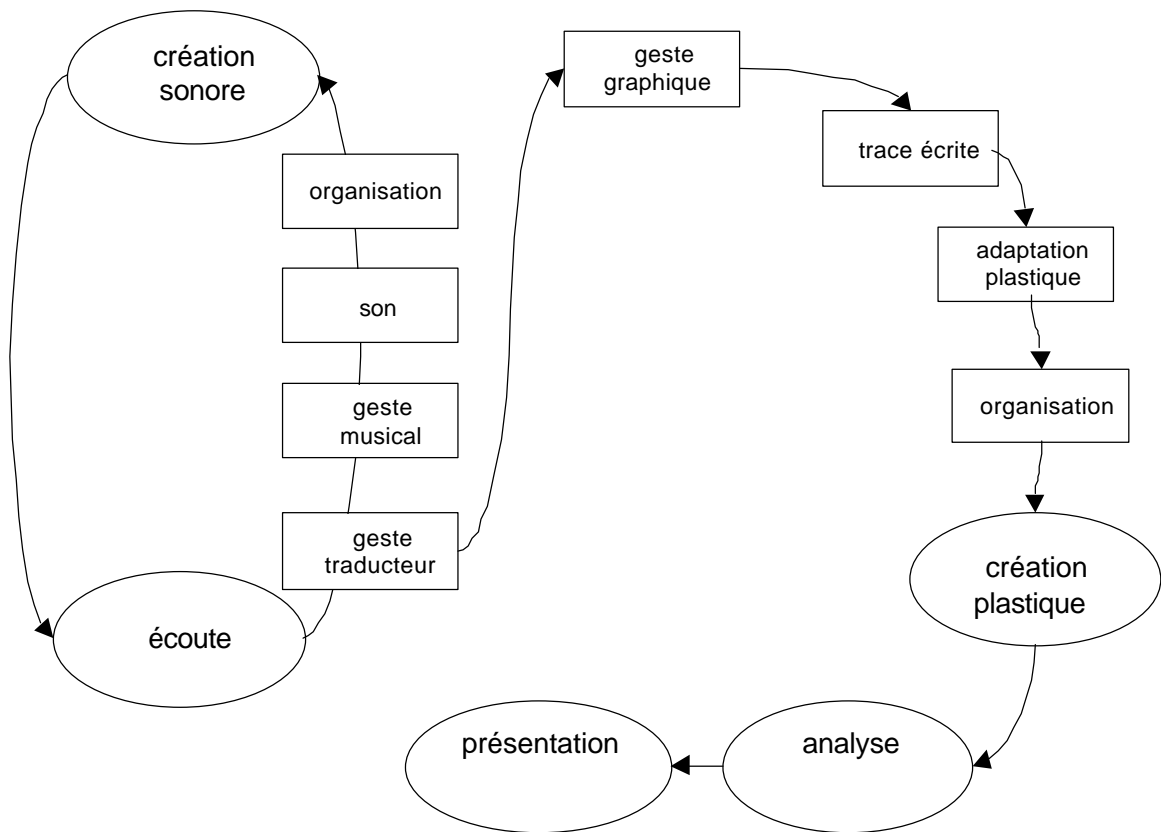 création
sonore
organisation
son
geste
musical
geste
traducteur
écoute
geste
graphique
trace écrite
adaptation
plastique
organisation
création
plastique
analyse
présentation